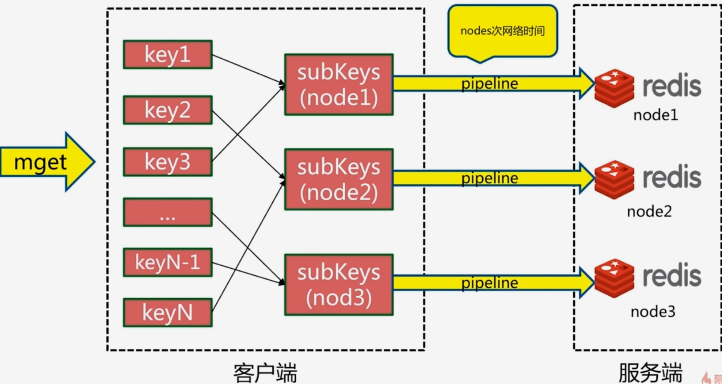 nodes次网络时间
mget
key1
key2
key3
...
keyN-1
keyN
subKeys
(node1)
subKeys
(node2)
subKeys
(nod3)
pipeline
pipeline
pipeline
redis
node1
redis
node2
redis
node3
客户端
服务端